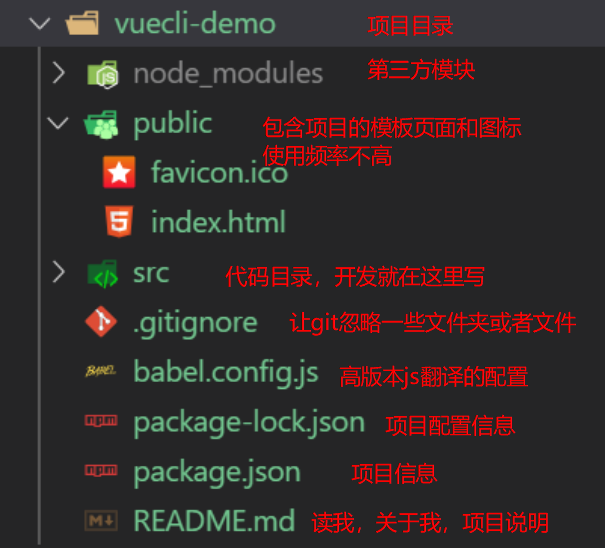 vuecli-demo 项目目录
node_modules 第三方模块
public 包含项目的模板页面和图标
使用频率不高
favicon.ico
index.html
src 代码目录，开发就在这里写
.gitignore 让git忽略一些文件夹或者文件
BABEL babel.config.js 高版本js翻译的配置
package-lock.json 项目配置信息
package.json 项目信息
M↓ README.md 读我，关于我，项目说明